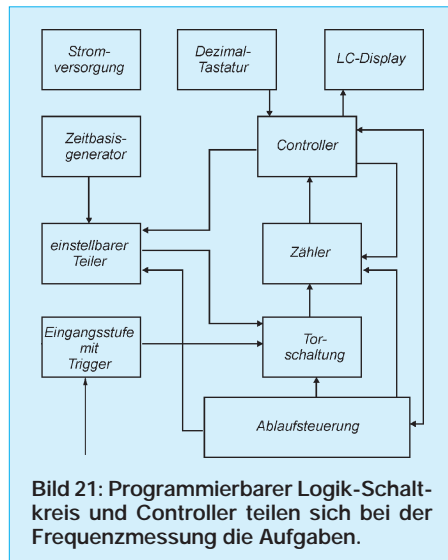 Strom-
versorgung
Dezimal-
Tastatur
LC-Display
Zeitbasis-
generator
Controller
einstellbarer
Teiler
Zähler
Eingangsstufe
mit
Trigger
Tor-
schaltung
Ablaufsteuerung
Bild 21: Programmierbarer Logik-Schalt-
kreis und Controller teilen sich bei der
Frequenzmessung die Aufgaben.